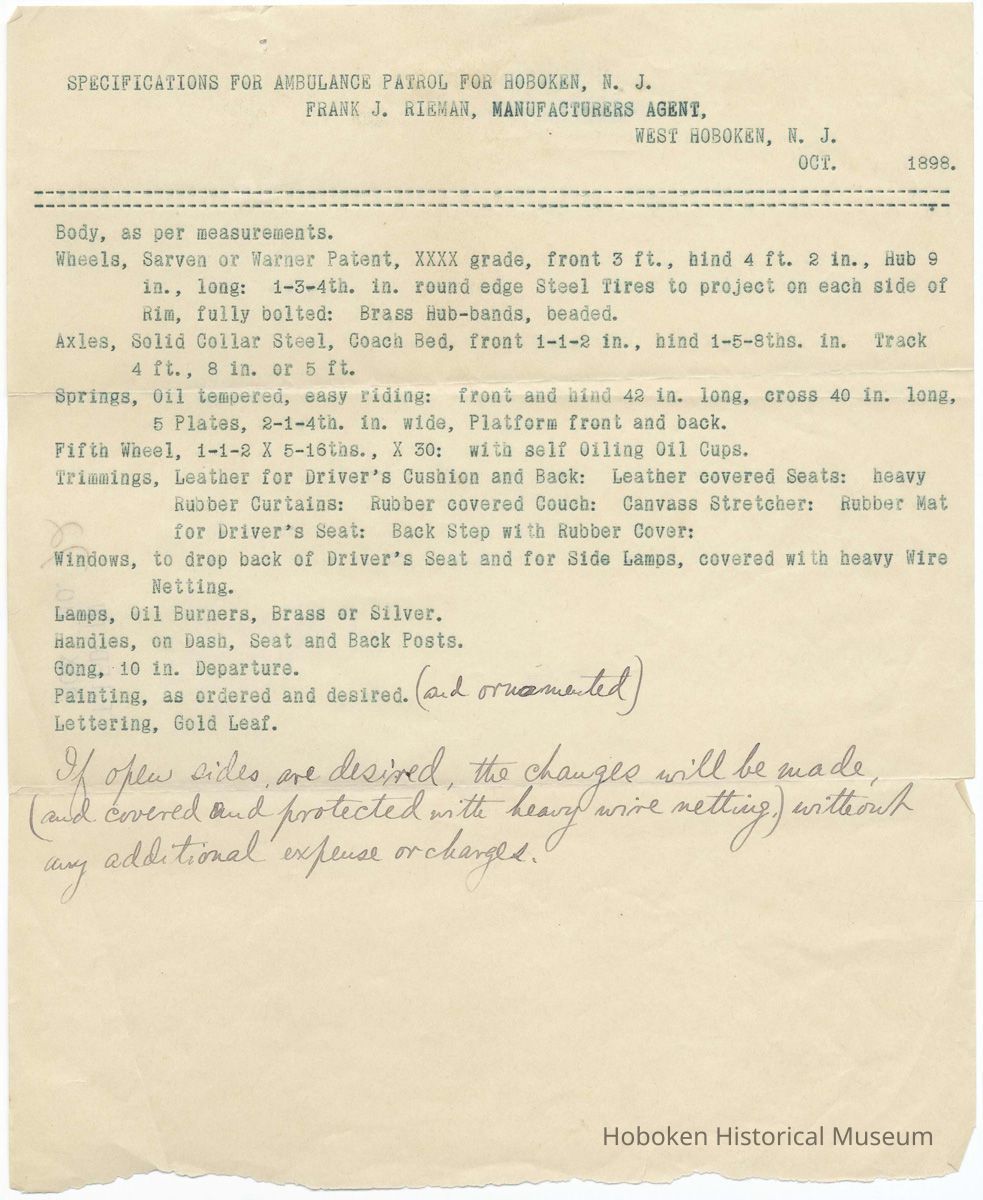 SPECIFICATIONS FOR AMBULANCE PATROL FOR HOBOKEN, N. J.
FRANK J. RIEMAN, MANUFACTURERS AGENT,
WEST HOBOKEN, N. J.
OCT. 1898.
Body, as per measurements.
Wheels, Sarven or Warner Patent, XXXX grade, front 3 ft., hind 4 ft. 2 in., Hub 9
in., long: 1-3-4th. in. round edge Steel Tires to project on each side of
Rim, fully bolted: Brass Hub-bands, beaded.
Axles, Solid Collar Steel, Coach Bed, front 1-1-2 in., hind 1-5-8ths. in. Track
4 ft., 8 in. or 5 ft.
Springs, Oil tempered, easy riding: front and hind 42 in. long, cross 40 in. long,
5 Plates, 2-1-4th. in. wide, Platform front and back.
Fifth Wheel, 1-1-2 X 5-16ths., X 30: with self Oiling Oil Cups.
Trimmings, Leather for Driver's Cushion and Back: Leather covered Seats: heavy
Rubber Curtains: Rubber covered Couch: Canvass Stretcher: Rubber Mat
for Driver's Seat: Back Step with Rubber Cover:
Windows, to drop back of Driver's Seat and for Side Lamps, covered with heavy Wire
Netting.
Lamps, Oil Burners, Brass or Silver.
Handles, on Dash, Seat and Back Posts.
Gong, 10 in. Departure.
Painting, as ordered and desired. (and ornamented)
Lettering, Gold Leaf.
If open sides, are desired, the changes will be made,
(and covered and protected with heavy wire netting,) without
any additional expense or charges.
Hoboken Historical Museum